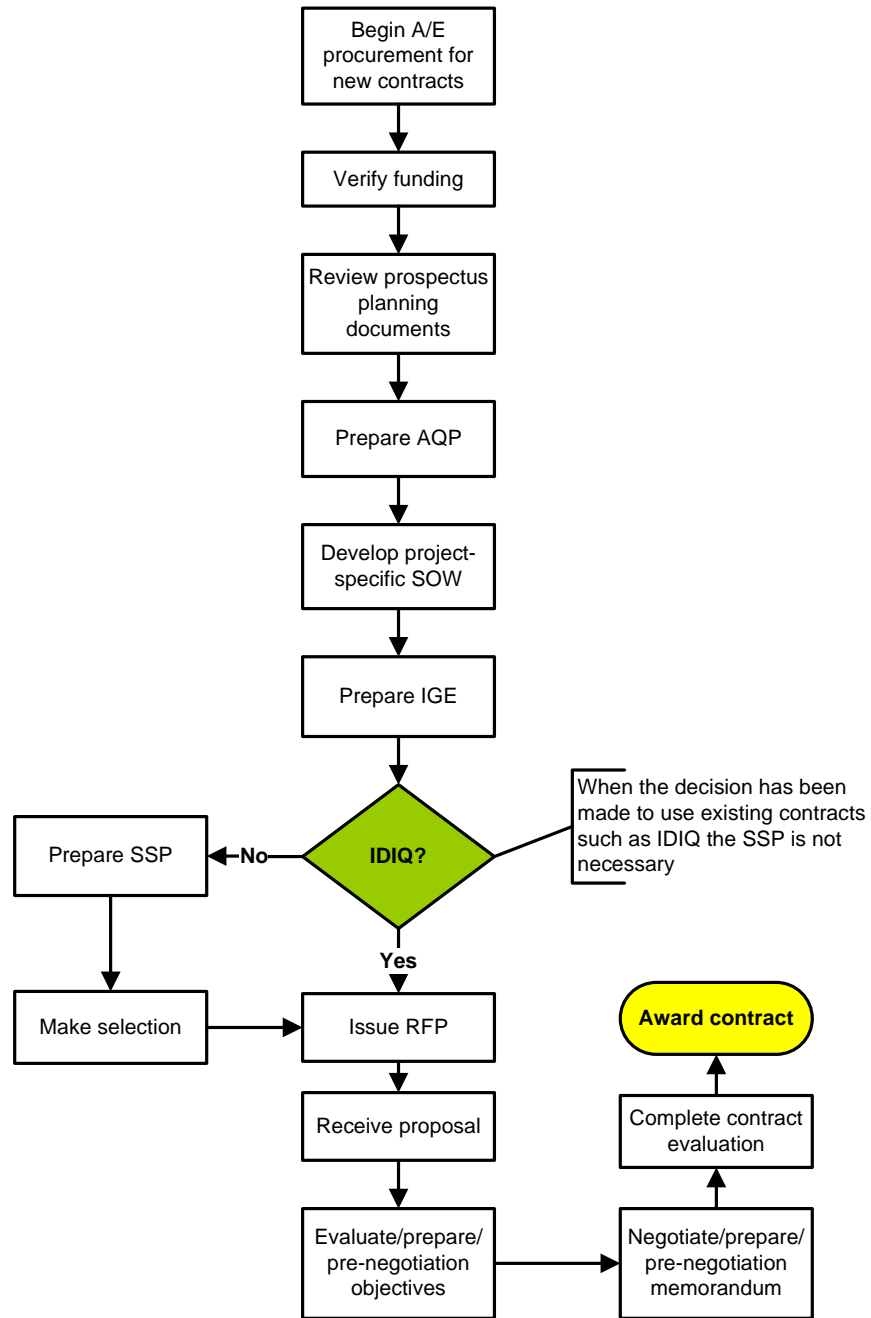 Begin A/E
procurement for
new contracts
Verify funding
Review prospectus
planning
documents
Prepare AQP
Develop project-
specific SOW
Prepare IGE
When the decision has been
made to use existing contracts
such as IDIQ the SSP is not
necessary
Prepare SSP
No
IDIQ?
Yes
Make selection
Issue RFP
Award contract
Receive proposal
Complete contract
evaluation
Evaluate/prepare/
pre-negotiation
objectives
Negotiate/prepare/
pre-negotiation
memorandum